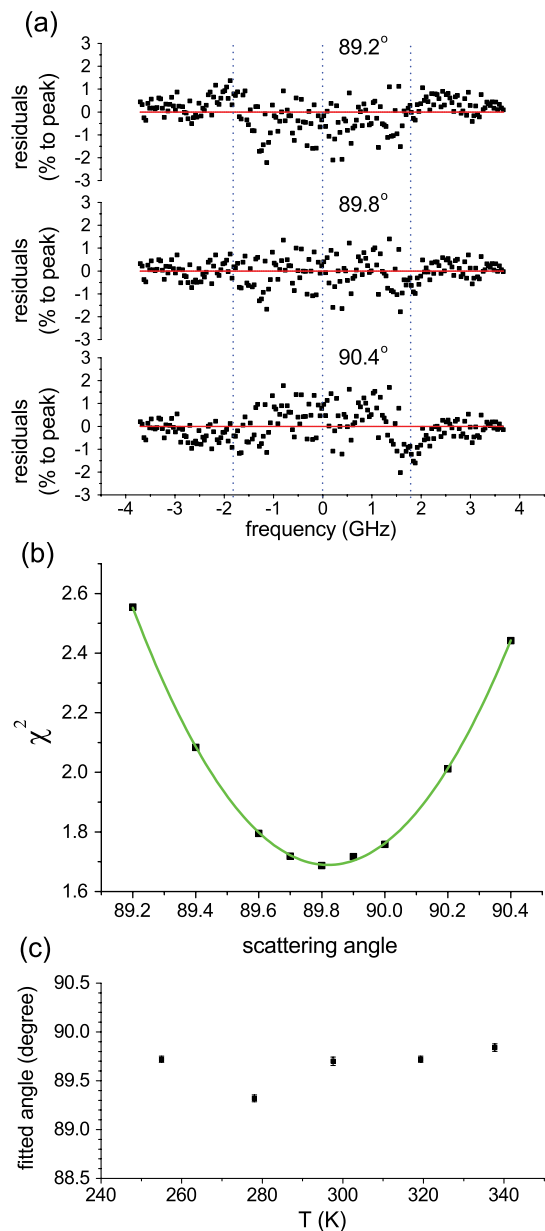 (a)
3
2
1
0
-1
-2
-3
residuals
(% to peak)
89.2°
3
2
1
0
-1
-2
-3
residuals
(% to peak)
89.8°
3
2
1
0
-1
-2
-3
residuals
(% to peak)
90.4°
-4 -3 -2 -1 0 1 2 3 4
frequency (GHz)
(b)
2.6
2.4
2.2
2.0
1.8
1.6
χ²
89.2 89.4 89.6 89.8 90.0 90.2 90.4
scattering angle
(c)
90.5
90.0
89.5
89.0
88.5
fitted angle (degree)
240 260 280 300 320 340
T (K)